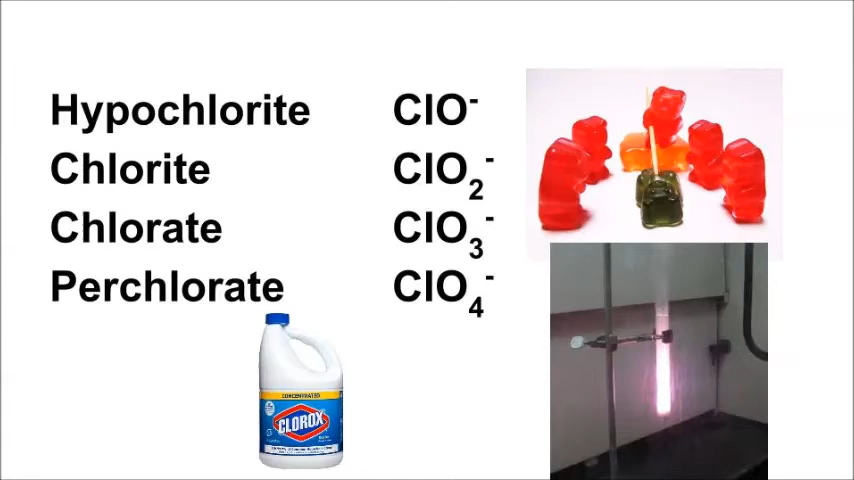 Hypochlorite ClO⁻
Chlorite ClO₂⁻
Chlorate ClO₃⁻
Perchlorate ClO₄⁻
CONCENTRATED
CLOROX